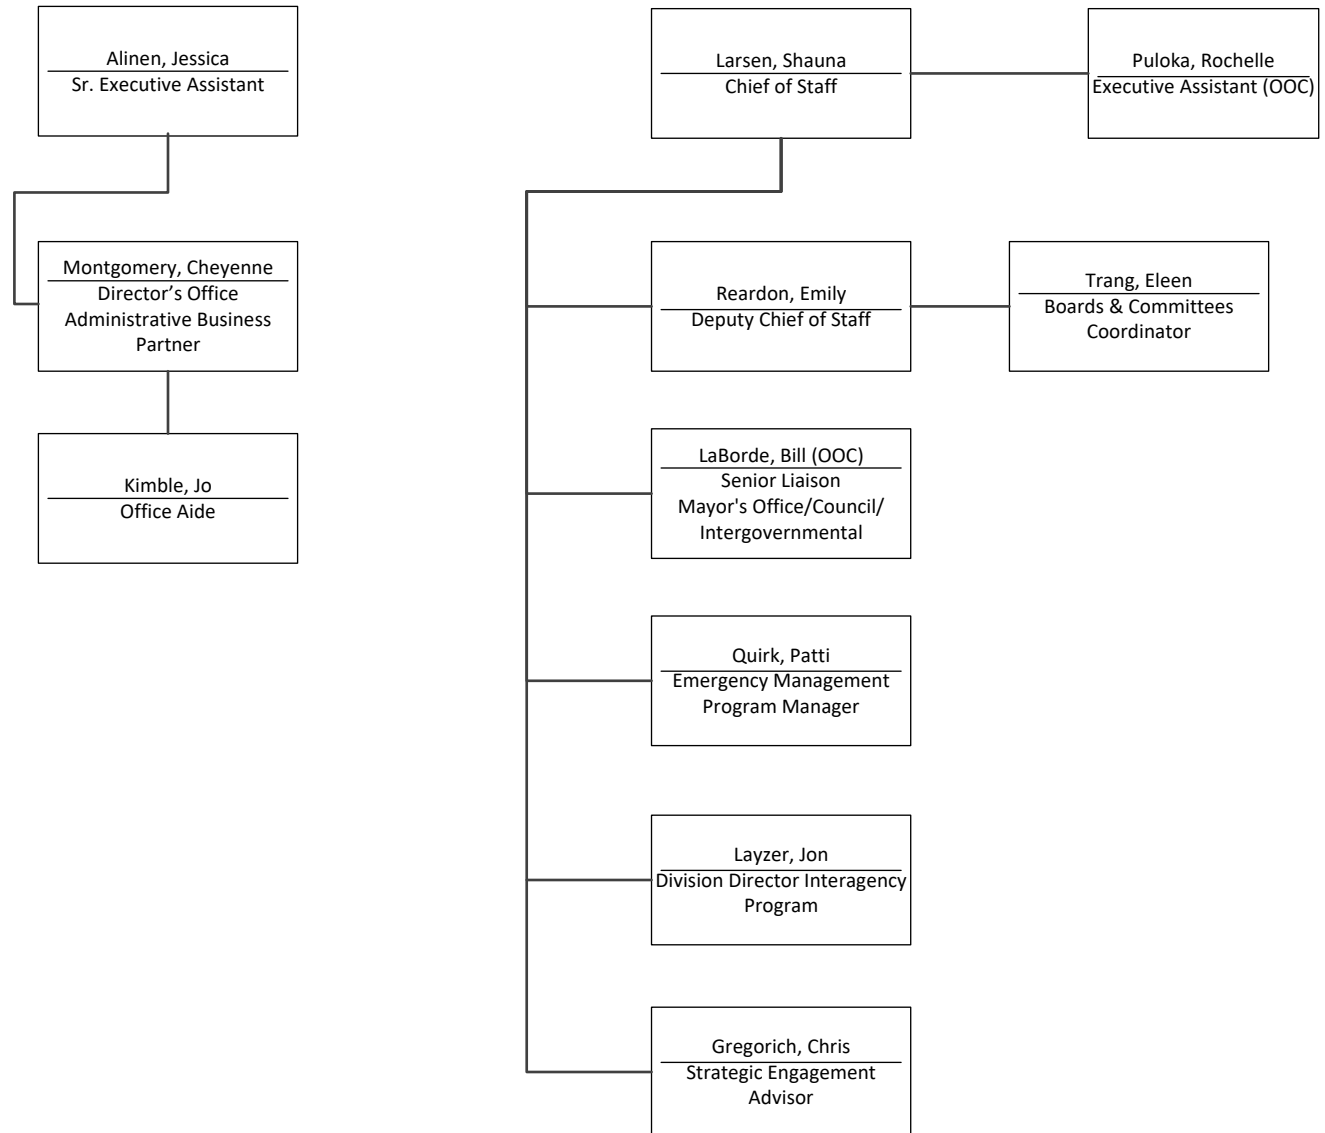 Alinen, Jessica
Sr. Executive Assistant
Larsen, Shauna
Chief of Staff
Puloka, Rochelle
Executive Assistant (OOC)
Montgomery, Cheyenne
Director’s Office
Administrative Business
Partner
Reardon, Emily
Deputy Chief of Staff
Trang, Eleen
Boards & Committees
Coordinator
Kimble, Jo
Office Aide
LaBorde, Bill (OOC)
Senior Liaison
Mayor's Office/Council/
Intergovernmental
Quirk, Patti
Emergency Management
Program Manager
Layzer, Jon
Division Director Interagency
Program
Gregorich, Chris
Strategic Engagement
Advisor